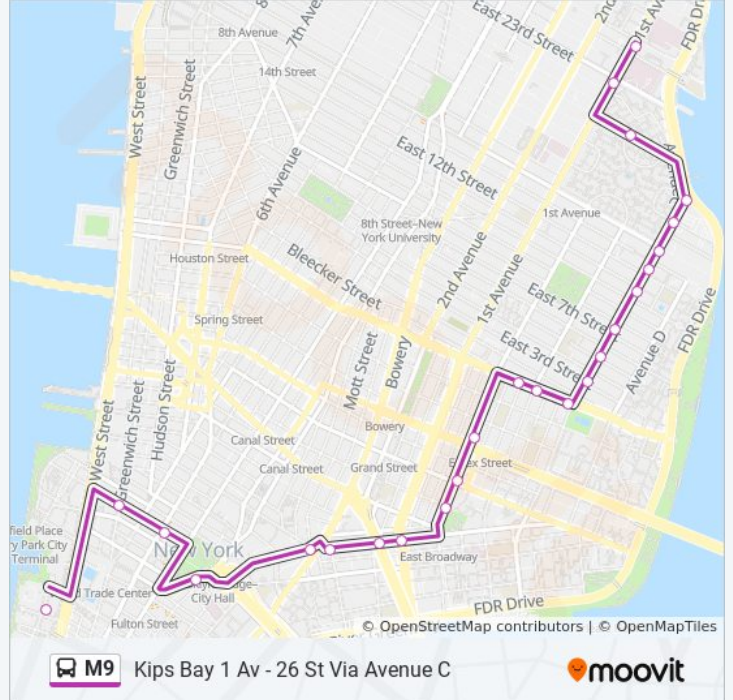 East 23rd Street
2nd
1st Av
FDR Dr
8
7th Ave
8th Avenue
14th Street
West Street
Greenwich Street
6th Avenue
East 12th Street
1st Avenue
8th Street–New
York University
Houston Street
Bleecker Street
2nd Avenue
1st Avenue
East 7th Stre
FDR Drive
Spring Street
East 3rd Stre
Avenue D
Mott Street
Bowery
Hudson Street
Greenwich Street
West Street
Bowery
Canal Street
Canal Street
Grand Street
Essex Street
field Place
ry Park City
Terminal
New York
East Broadway
d Trade Center
City Hall
Fulton Street
FDR Drive
© OpenStreetMap contributors | © OpenMapTiles
M9 Kips Bay 1 Av - 26 St Via Avenue C
moovit